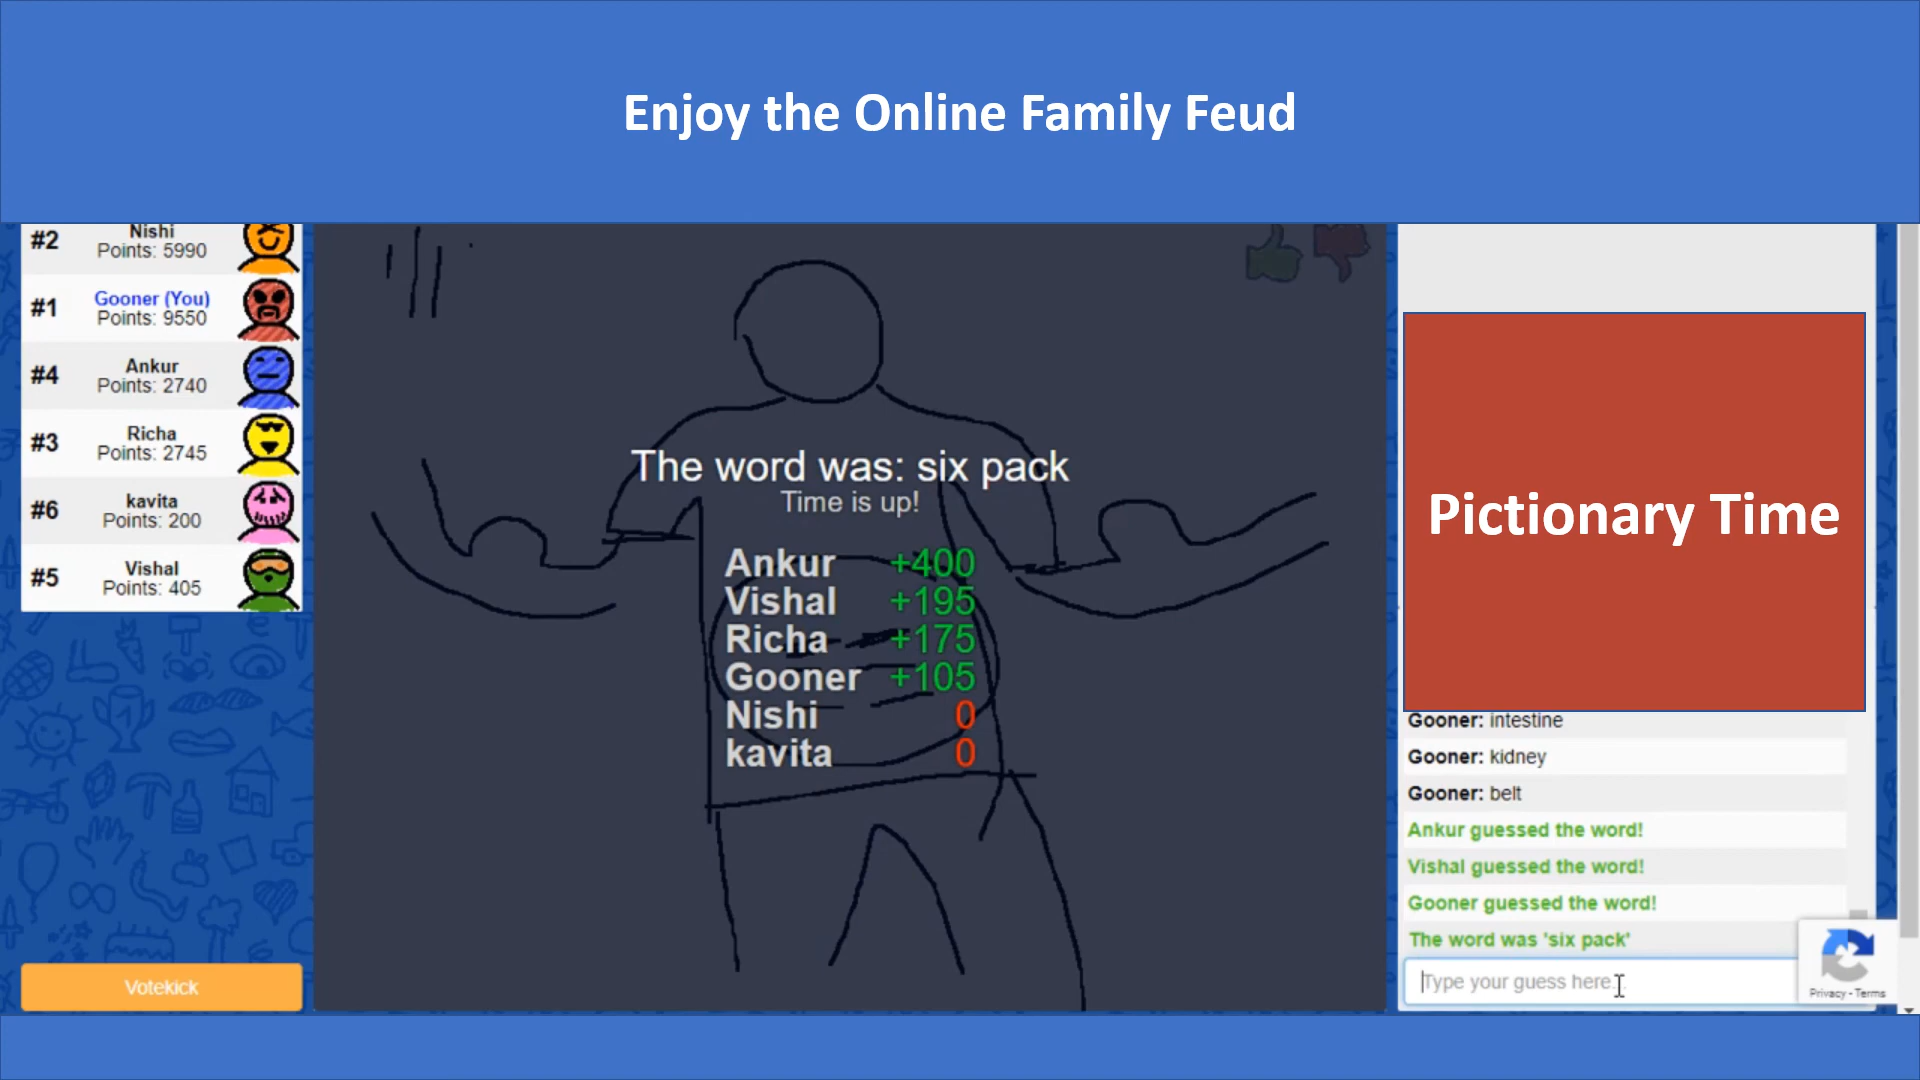 Enjoy the Online Family Feud
#2 Nishi
Points: 5990
#1 Gooner (You)
Points: 9550
#4 Ankur
Points: 2740
#3 Richa
Points: 2745
#6 kavita
Points: 200
#5 Vishal
Points: 405
Votekick
The word was: six pack
Time is up!
Ankur +400
Vishal +195
Richa +175
Gooner +105
Nishi 0
kavita 0
Pictionary Time
Gooner: intestine
Gooner: kidney
Gooner: belt
Ankur guessed the word!
Vishal guessed the word!
Gooner guessed the word!
The word was 'six pack'
Type your guess here...
Privacy - Terms